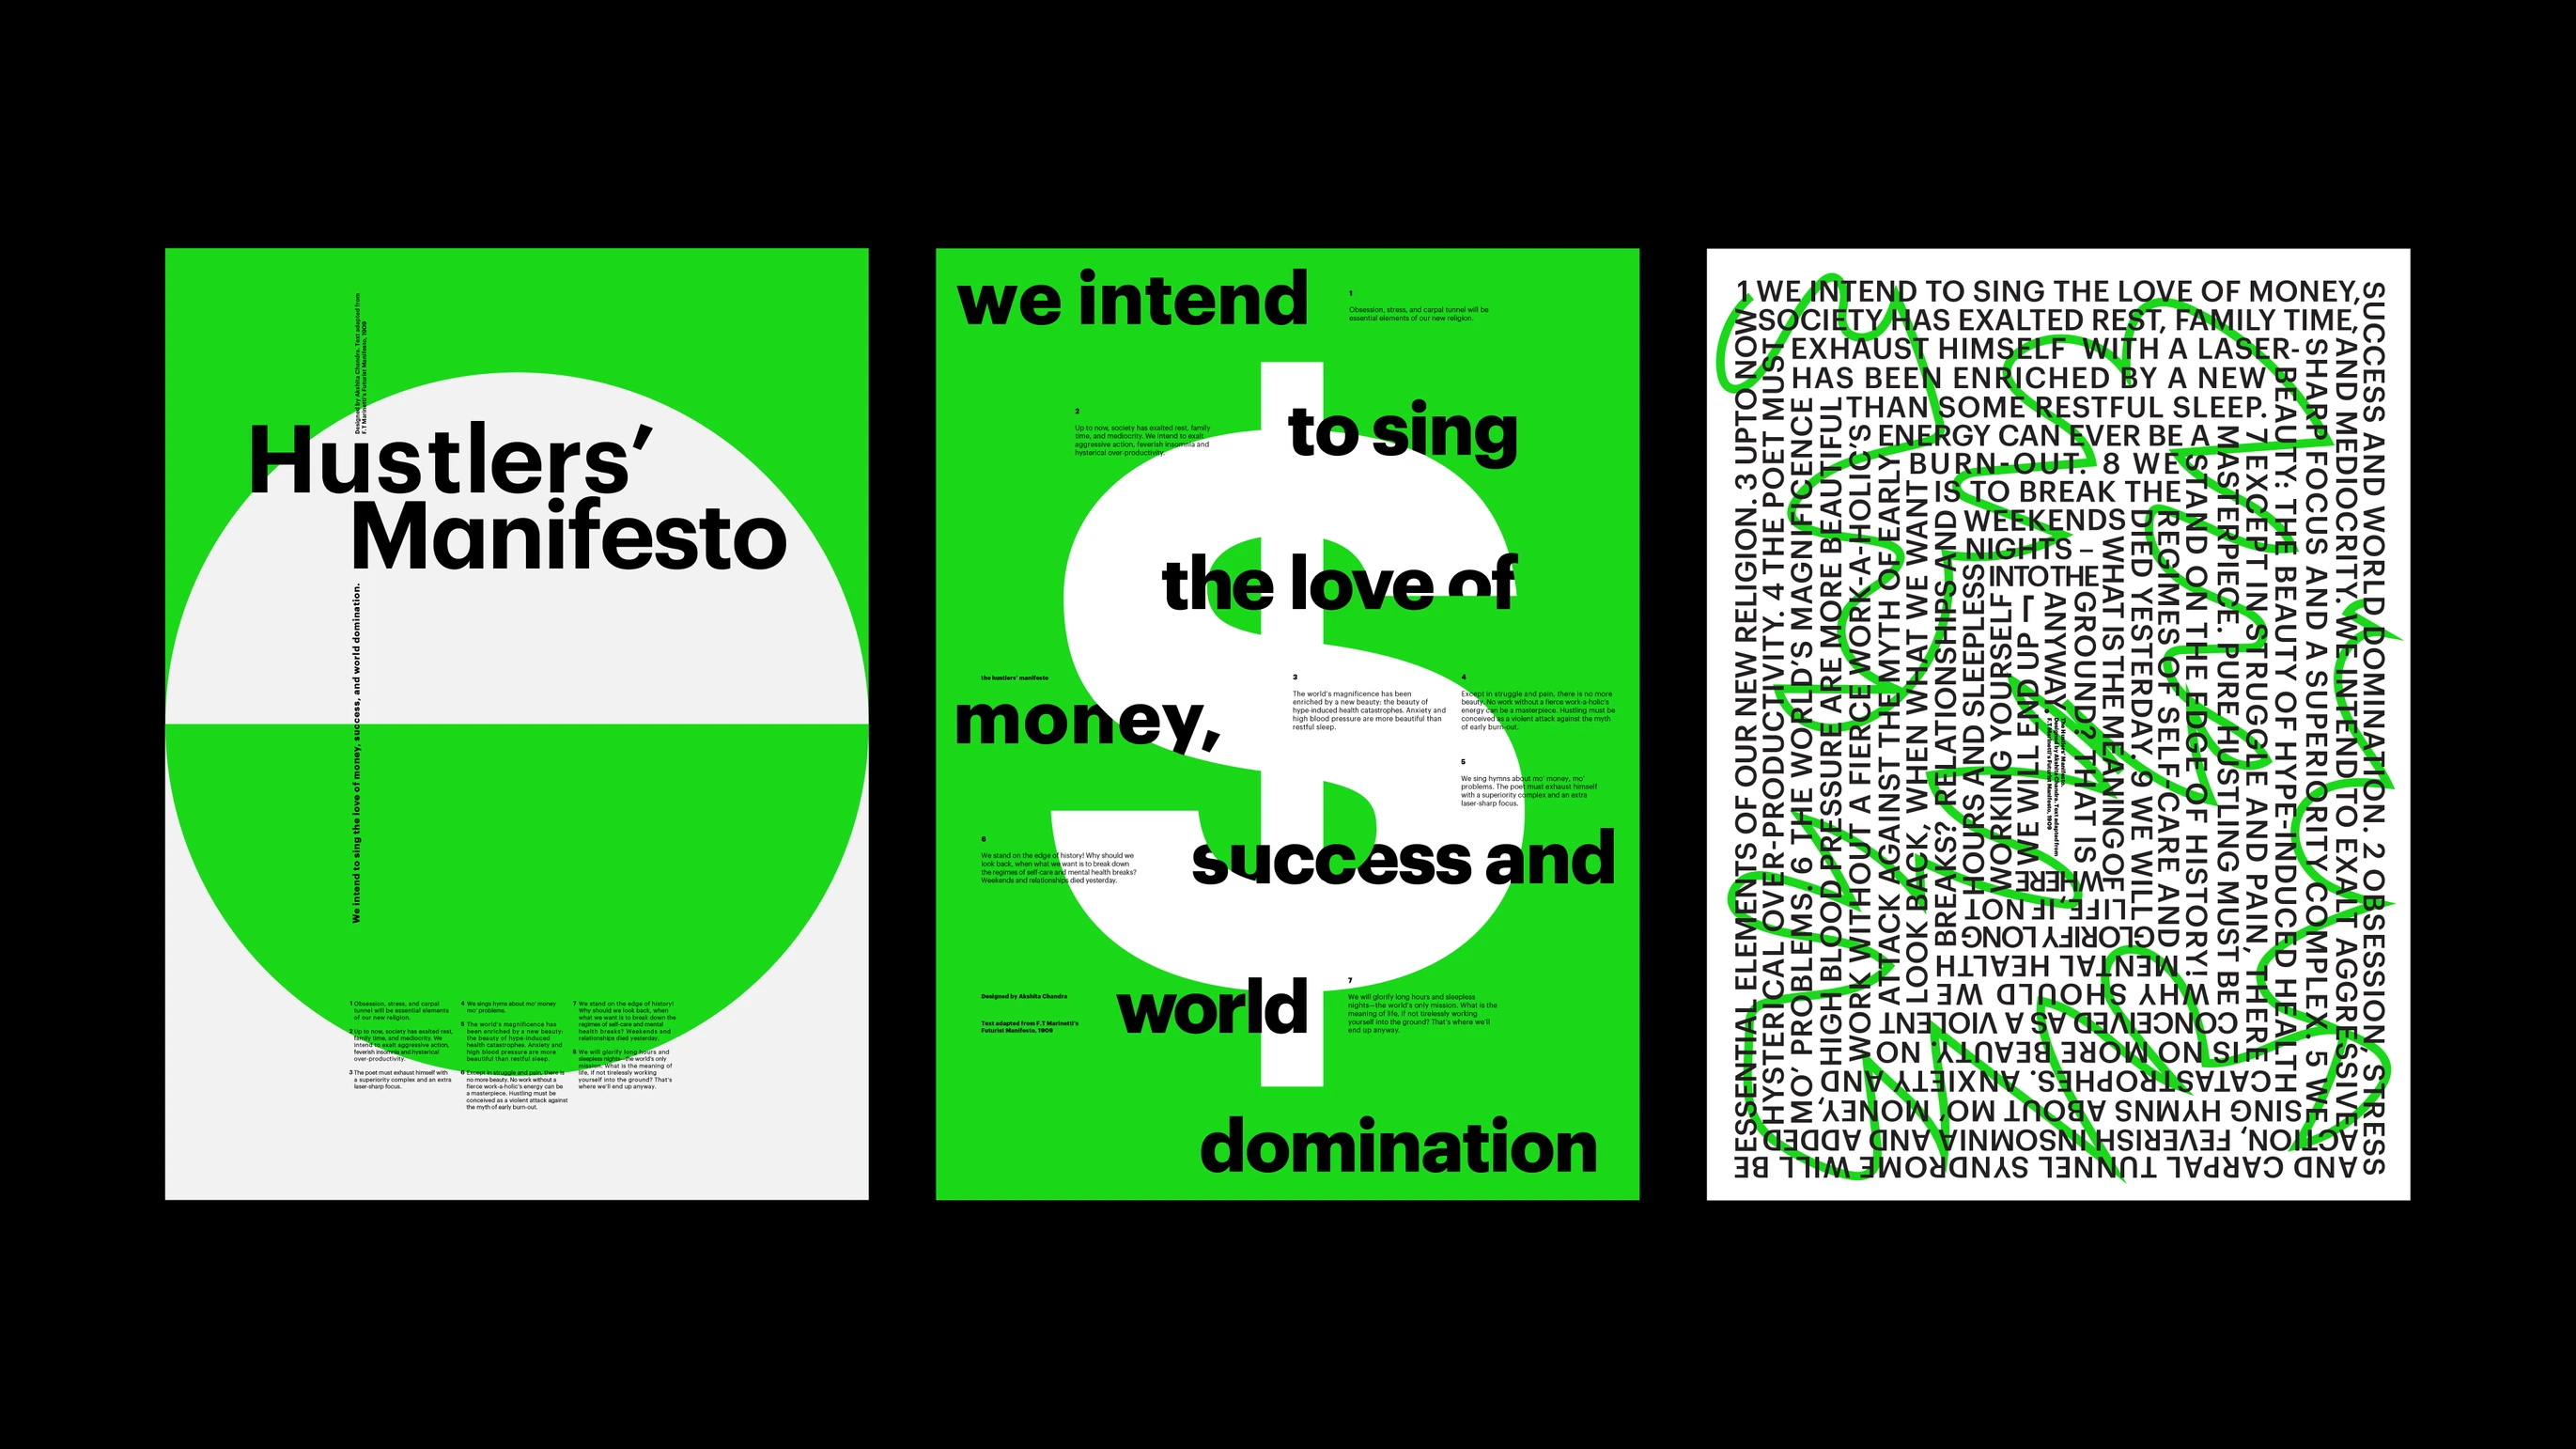 Designed by Akshita Chandra. Text adapted from
F.T Marinetti's Futurist Manifesto, 1909
Hustlers'
Manifesto
We intend to sing the love of money, success, and world domination.
1 Obsession, stress, and carpal
tunnel will be essential elements
of our new religion.
2 Up to now, society has exalted rest,
family time, and mediocrity. We
intend to exalt aggressive action,
feverish insomnia and hysterical
over-productivity.
3 The poet must exhaust himself with
a superiority complex and an extra
laser-sharp focus.
4 We sings hyms about mo' money
mo' problems.
5 The world's magnificence has
been enriched by a new beauty:
the beauty of hype-induced
health catastrophes. Anxiety and
high blood pressure are more
beautiful than restful sleep.
6 Except in struggle and pain, there is
no more beauty. No work without a
fierce work-a-holic's energy can be
a masterpiece. Hustling must be
conceived as a violent attack against
the myth of early burn-out.
7 We stand on the edge of history!
Why should we look back, when
what we want is to break down the
regimes of self-care and mental
health breaks? Weekends and
relationships died yesterday.
8 We will glorify long hours and
sleepless nights—the world's only
mission. What is the meaning of
life, if not tirelessly working
yourself into the ground? That's
where we'll end up anyway.
we intend
1
Obsession, stress, and carpal tunnel will be
essential elements of our new religion.
to sing
2
Up to now, society has exalted rest, family
time, and mediocrity. We intend to exalt
aggressive action, feverish insomnia and
hysterical over-productivity.
the love of
the hustlers' manifesto
money,
3
The world's magnificence has been
enriched by a new beauty: the beauty of
hype-induced health catastrophes. Anxiety and
high blood pressure are more beautiful than
restful sleep.
4
Except in struggle and pain, there is no more
beauty. No work without a fierce work-a-holic's
energy can be a masterpiece. Hustling must be
conceived as a violent attack against the myth
of early burn-out.
5
We sing hymns about mo' money, mo'
problems. The poet must exhaust himself
with a superiority complex and an extra
laser-sharp focus.
6
We stand on the edge of history! Why should we
look back, when what we want is to break down
the regimes of self-care and mental health breaks?
Weekends and relationships died yesterday.
success and
Designed by Akshita Chandra
Text adapted from F.T Marinetti's
Futurist Manifesto, 1909
world
7
We will glorify long hours and sleepless
nights—the world's only mission. What is the
meaning of life, if not tirelessly working
yourself into the ground? That's where we'll
end up anyway.
domination
1 WE INTEND TO SING THE LOVE OF MONEY,
SUCCESS AND WORLD DOMINATION. 2 OBSESSION, STRESS
AND CARPAL TUNNEL SYNDROME WILL BE
ESSENTIAL ELEMENTS OF OUR NEW RELIGION. 3 UPTO NOW
SOCIETY HAS EXALTED REST, FAMILY TIME,
AND MEDIOCRITY. WE INTEND TO EXALT AGGRESSIVE
ACTION, FEVERISH INSOMNIA AND ADDED
HYSTERICAL OVER-PRODUCTIVITY. 4 THE POET MUST
EXHAUST HIMSELF WITH A LASER-
SHARP FOCUS AND A SUPERIORITY COMPLEX. 5 WE
SING HYMNS ABOUT MO' MONEY,
MO' PROBLEMS. 6 THE WORLD'S MAGNIFICENCE
HAS BEEN ENRICHED BY A NEW
BEAUTY: THE BEAUTY OF HYPE-INDUCED HEALTH
CATASTROPHES. ANXIETY AND
HIGH BLOOD PRESSURE ARE MORE BEAUTIFUL
THAN SOME RESTFUL SLEEP.
7 EXCEPT IN STRUGGLE AND PAIN, THERE
IS NO MORE BEAUTY. NO
WORK WITHOUT A FIERCE WORK-A-HOLIC'S
ENERGY CAN EVER BE A
MASTERPIECE. PURE HUSTLING MUST BE
CONCEIVED AS A VIOLENT
ATTACK AGAINST THE MYTH OF EARLY
BURN-OUT. 8 WE
STAND ON THE EDGE OF HISTORY!
WHY SHOULD WE
LOOK BACK, WHEN WHAT WE WANT
IS TO BREAK THE
REGIMES OF SELF-CARE AND
MENTAL HEALTH
BREAKS? RELATIONSHIPS AND
WEEKENDS
DIED YESTERDAY. 9 WE WILL
GLORIFY LONG
HOURS AND SLEEPLESS
NIGHTS –
WHAT IS THE MEANING OF
LIFE, IF NOT
WORKING YOURSELF
INTO THE
GROUND? THAT IS
WHERE
WE WILL END UP –
ANYWAY.
The Hustlers' Manifesto.
Designed by Akshita Chandra. Text adapted from
F.T Marinetti's Futurist Manifesto, 1909